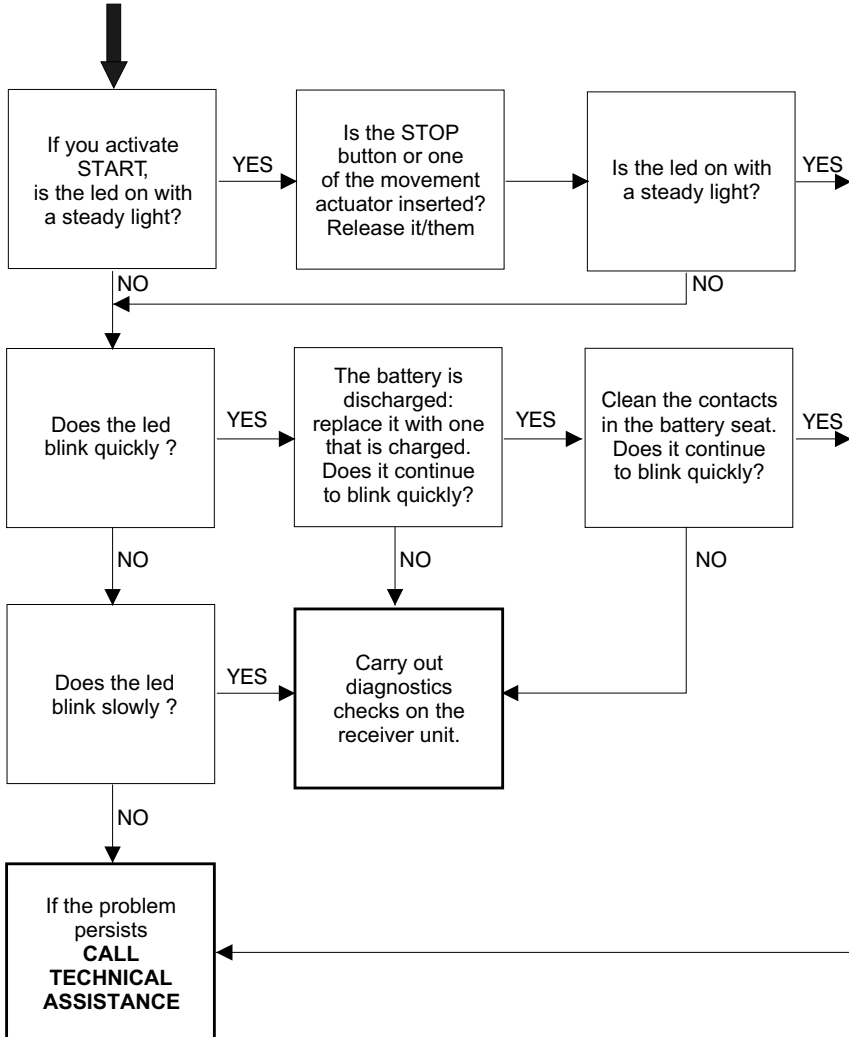 If you activate
START,
is the led on with
a steady light?
YES
Is the STOP
button or one
of the movement
actuator inserted?
Release it/them
Is the led on with
a steady light?
YES
NO
NO
Does the led
blink quickly ?
YES
The battery is
discharged:
replace it with one
that is charged.
Does it continue
to blink quickly?
YES
Clean the contacts
in the battery seat.
Does it continue
to blink quickly?
YES
NO
NO
NO
Does the led
blink slowly ?
YES
Carry out
diagnostics
checks on the
receiver unit.
NO
If the problem
persists
CALL
TECHNICAL
ASSISTANCE